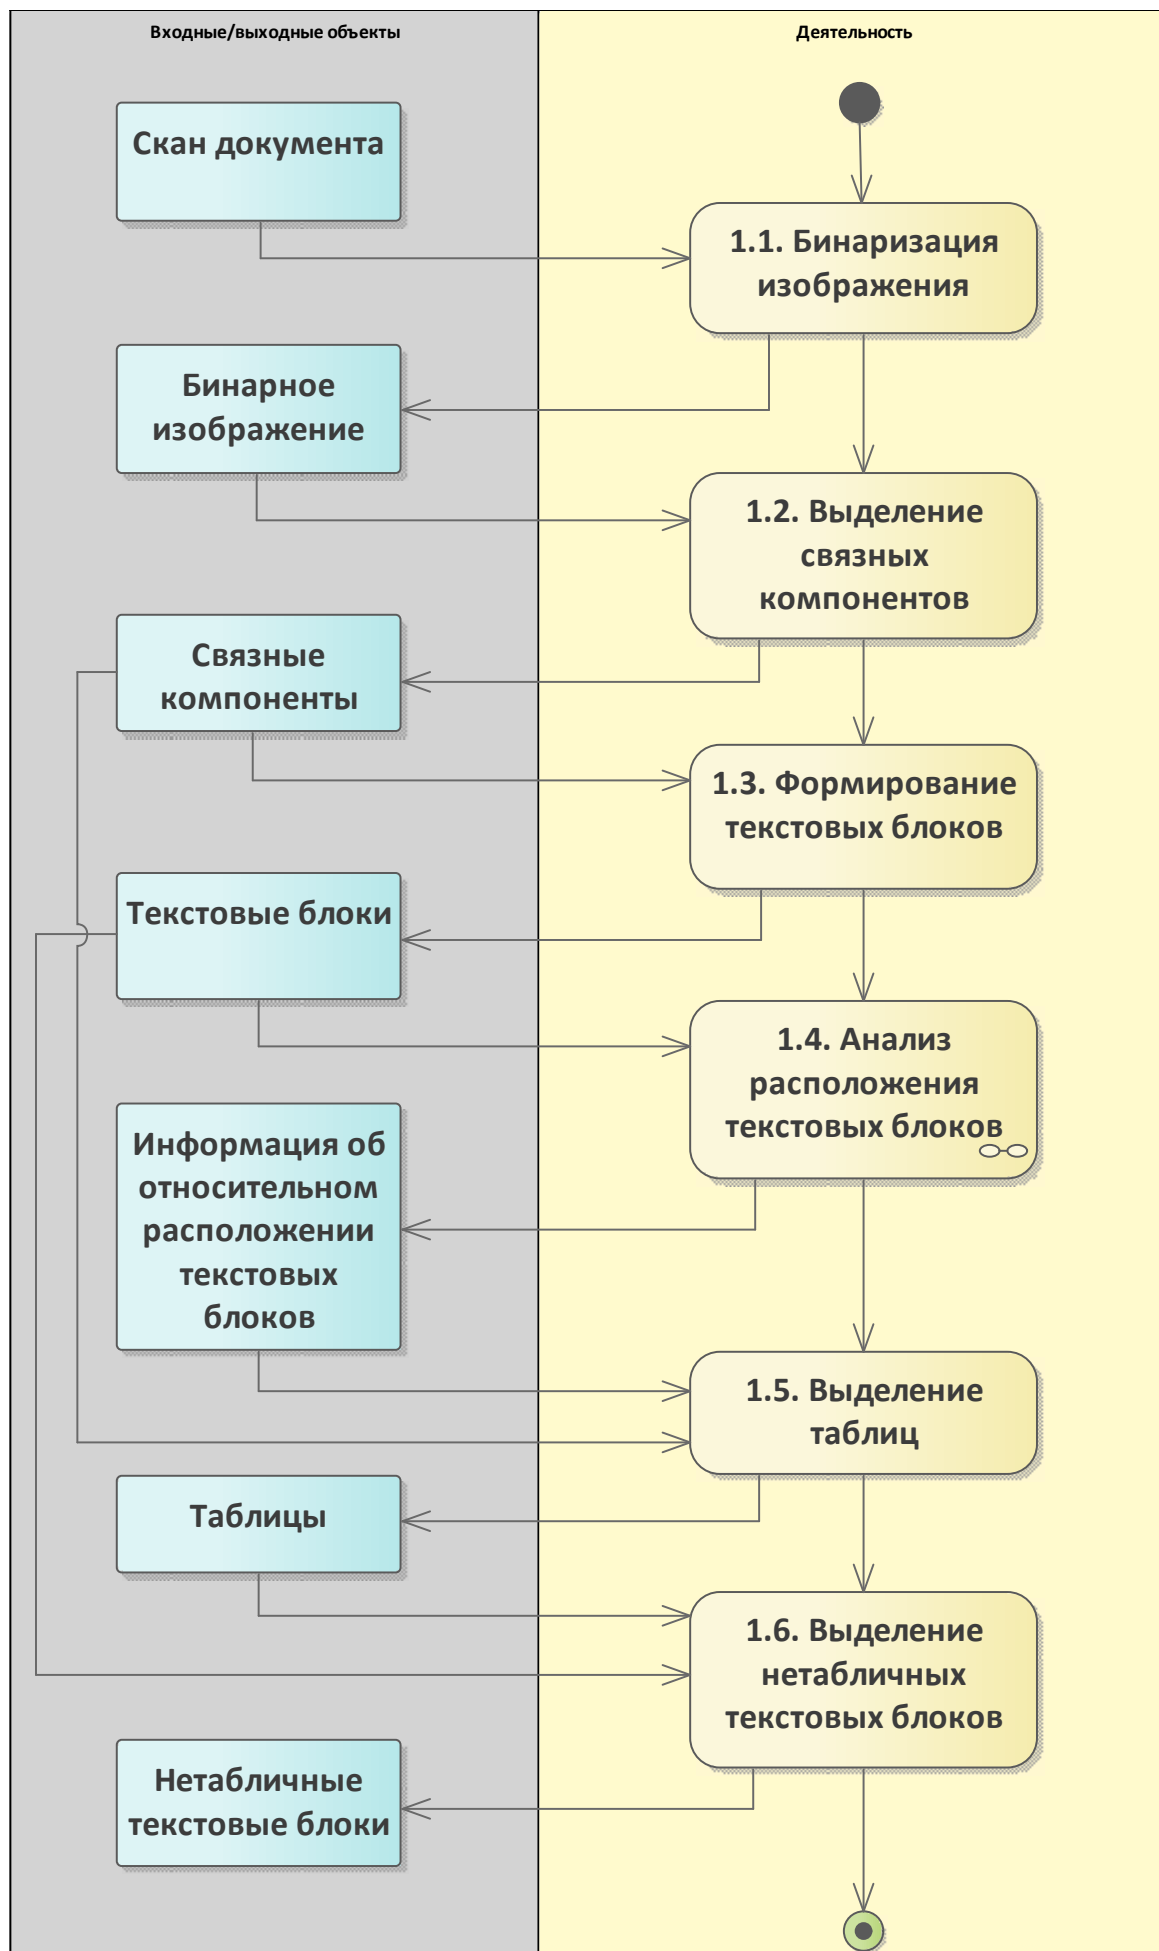 Входные/выходные объекты
Деятельность
Скан документа
1.1. Бинаризация
изображения
Бинарное
изображение
1.2. Выделение
связных
компонентов
Связные
компоненты
1.3. Формирование
текстовых блоков
Текстовые блоки
1.4. Анализ
расположения
текстовых блоков
Информация об
относительном
расположении
текстовых
блоков
1.5. Выделение
таблиц
Таблицы
1.6. Выделение
нетабличных
текстовых блоков
Нетабличные
текстовые блоки